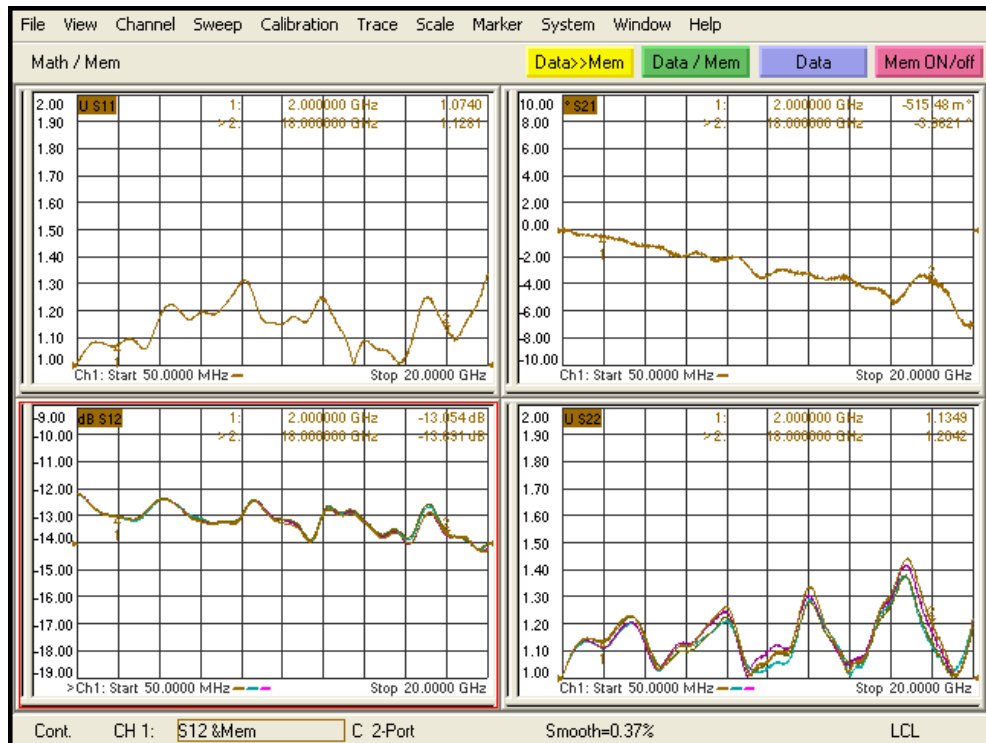 File View Channel Sweep Calibration Trace Scale Marker System Window Help
Math / Mem Data>>Mem Data / Mem Data Mem ON/off
2.00 U S11 1: 2.000000 GHz 1.0740
1.90 >2: 18.000000 GHz 1.1281
1.80
1.70
1.60
1.50
1.40
1.30
1.20
1.10
1.00
1
Ch1: Start 50.0000 MHz Stop 20.0000 GHz
10.00 ° S21 1: 2.000000 GHz -515.48 m°
8.00 >2: 18.000000 GHz
6.00
4.00
2.00
0.00
-2.00
-4.00
-6.00
-8.00
-10.00
1
2
Ch1: Start 50.0000 MHz Stop 20.0000 GHz
-9.00 dB S12 1: 2.000000 GHz -13.054 dB
-10.00 >2: 18.000000 GHz
-11.00
-12.00
-13.00
-14.00
-15.00
-16.00
-17.00
-18.00
-19.00
1
>Ch1: Start 50.0000 MHz Stop 20.0000 GHz
2.00 U S22 1: 2.000000 GHz 1.1349
1.90 >2: 18.000000 GHz 1.2042
1.80
1.70
1.60
1.50
1.40
1.30
1.20
1.10
1.00
1
Ch1: Start 50.0000 MHz Stop 20.0000 GHz
Cont. CH 1: S12 &Mem C 2-Port Smooth=0.37% LCL